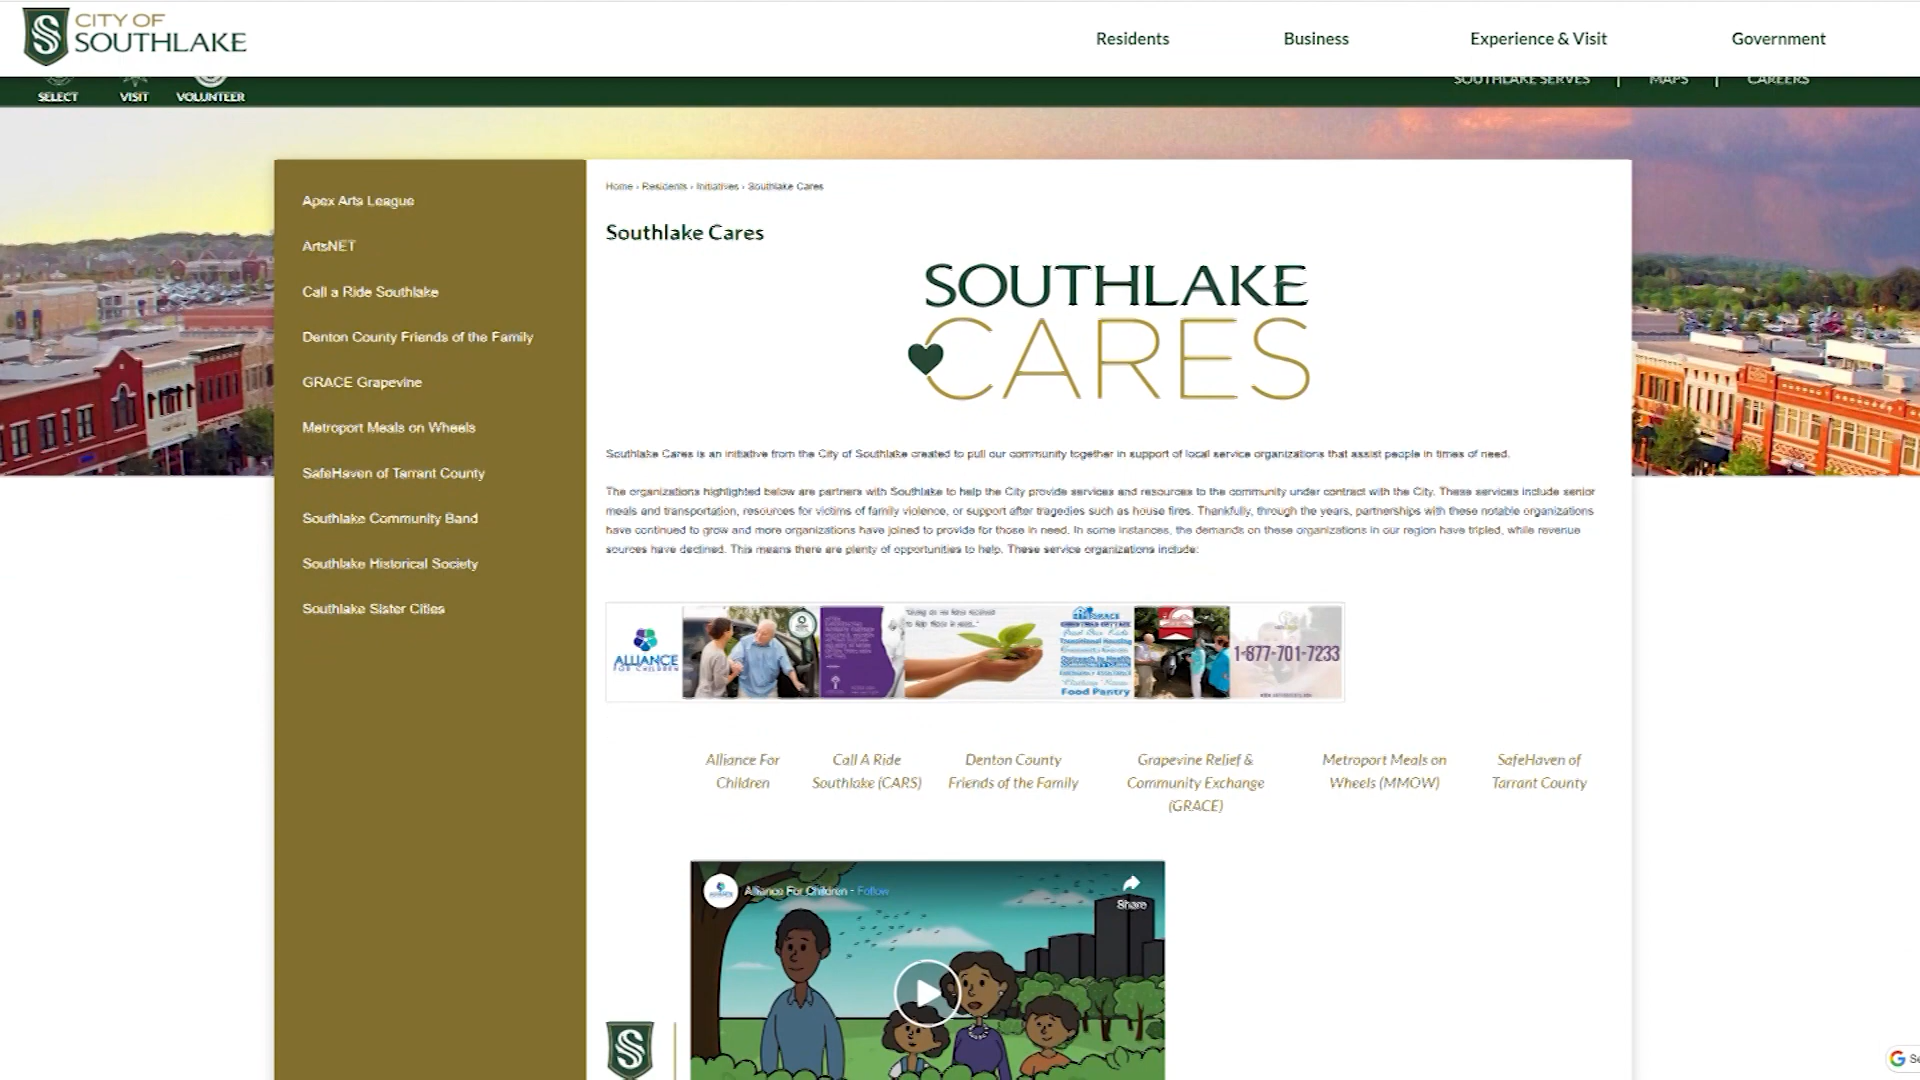 CITY OF
SOUTHLAKE
Residents
Business
Experience & Visit
Government
SELECT
VISIT
VOLUNTEER
SOUTHLAKE SERVES
MAPS
CAREERS
Apex Arts League
ArtsNET
Call a Ride Southlake
Denton County Friends of the Family
GRACE Grapevine
Metroport Meals on Wheels
SafeHaven of Tarrant County
Southlake Community Band
Southlake Historical Society
Southlake Sister Cities
Home › Residents › Initiatives › Southlake Cares
Southlake Cares
SOUTHLAKE
CARES
Southlake Cares is an initiative from the City of Southlake created to pull our community together in support of local service organizations that assist people in times of need.
The organizations highlighted below are partners with Southlake to help the City provide services and resources to the community under contract with the City. These services include senior
meals and transportation, resources for victims of family violence, or support after tragedies such as house fires. Thankfully, through the years, partnerships with these notable organizations
have continued to grow and more organizations have joined to provide for those in need. In some instances, the demands on these organizations in our region have tripled, while revenue
sources have declined. This means there are plenty of opportunities to help. These service organizations include:
ALLIANCE
FOR CHILDREN
GRACE
Transitional Housing
Food Pantry
1-877-701-7233
Alliance For
Children
Call A Ride
Southlake (CARS)
Denton County
Friends of the Family
Grapevine Relief &
Community Exchange
(GRACE)
Metroport Meals on
Wheels (MMOW)
SafeHaven of
Tarrant County
Alliance For Children - Follow
Share